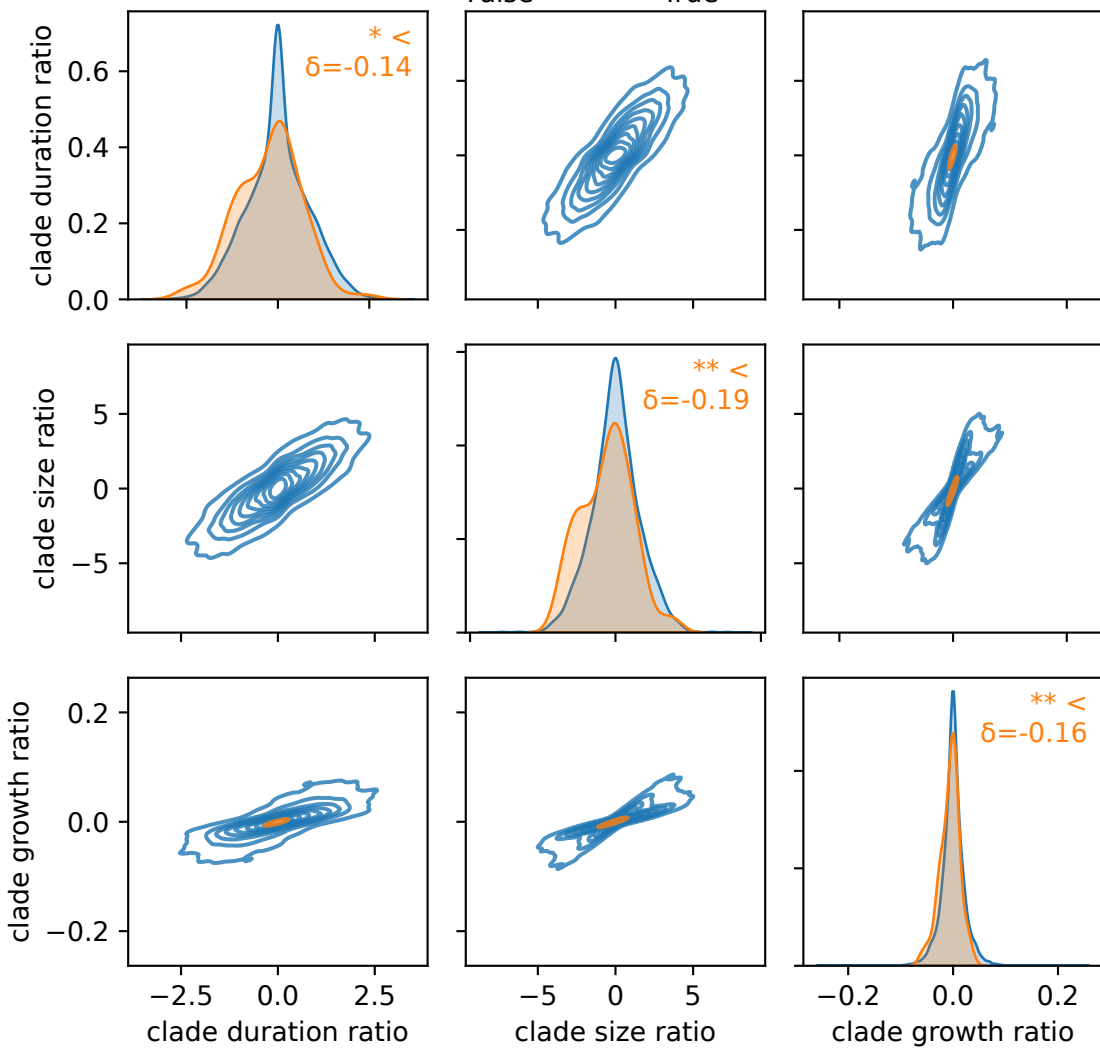 clade duration ratio
0.6
0.4
0.2
0.0
* <
δ=-0.14
clade size ratio
5
0
−5
** <
δ=-0.19
clade growth ratio
0.2
0.0
−0.2
** <
δ=-0.16
−2.5 0.0 2.5
−5 0 5
−0.2 0.0 0.2
clade duration ratio
clade size ratio
clade growth ratio